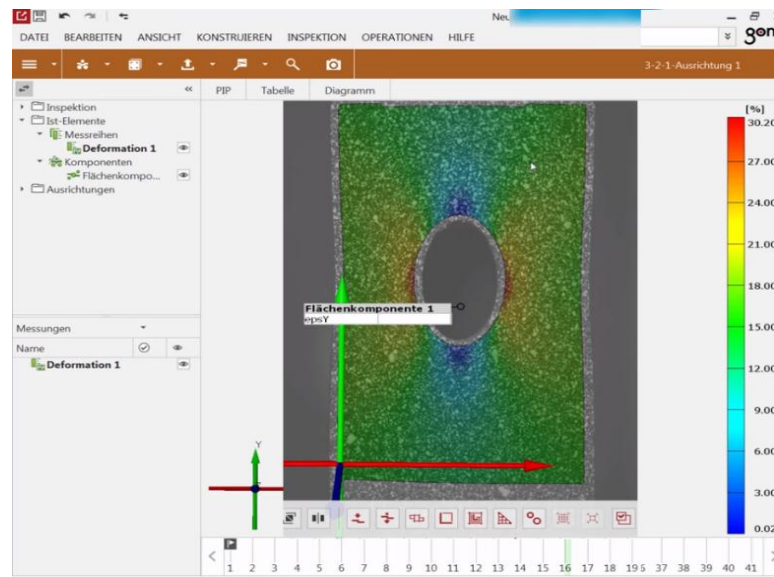 Neu
DATEI BEARBEITEN ANSICHT KONSTRUIEREN INSPEKTION OPERATIONEN HILFE
gom
3-2-1-Ausrichtung 1
PIP Tabelle Diagramm
Inspektion
Ist-Elemente
Messreihen
Deformation 1
Komponenten
Flächenkompo...
Ausrichtungen
Messungen
Name
Deformation 1
Flächenkomponente 1
epsY
Y
[%]
30.20
27.00
24.00
21.00
18.00
15.00
12.00
9.00
6.00
3.00
0.02
1 2 3 4 5 6 7 8 9 10 11 12 13 14 15 16 17 18 195 37 38 39 40 41